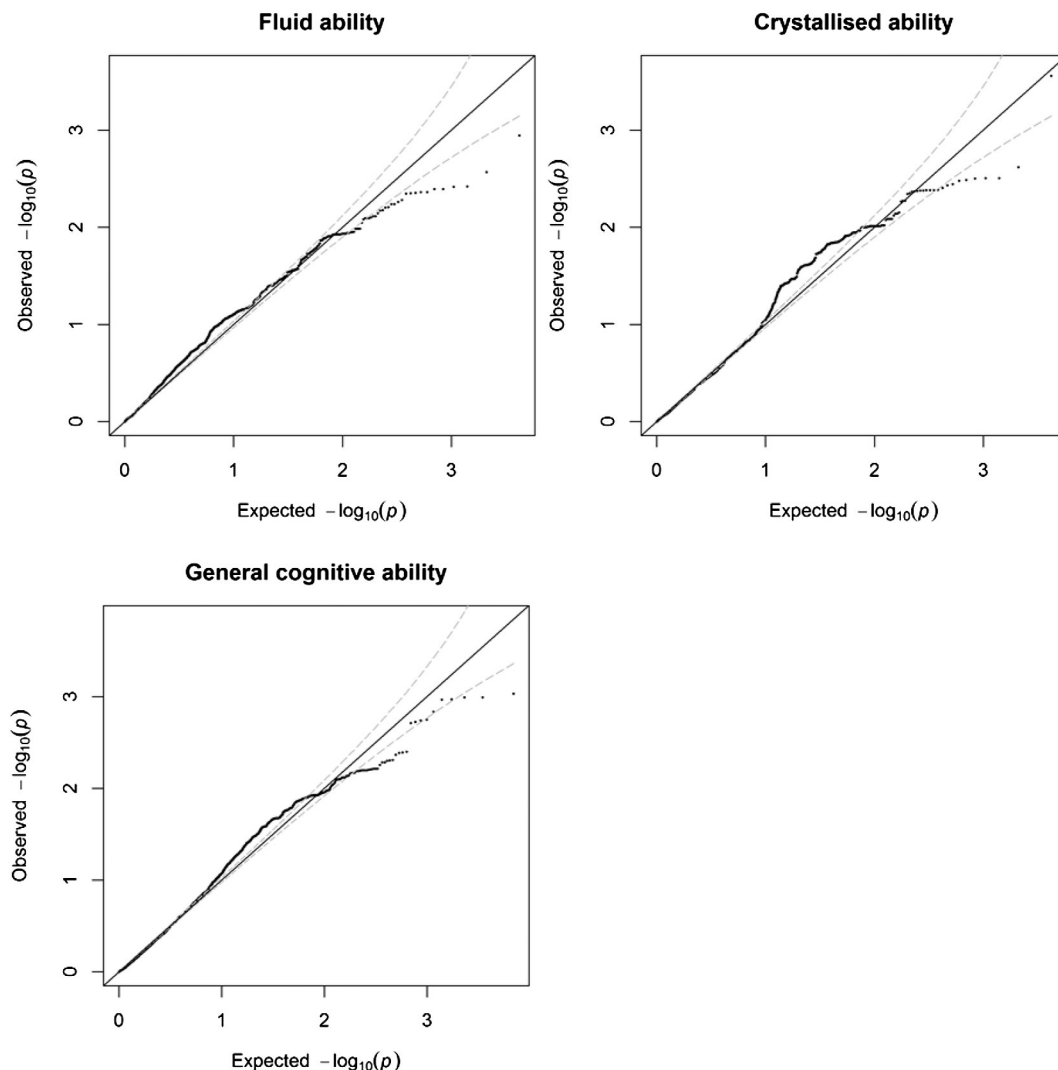 Fluid ability
Observed −log10(p)
3
2
1
0
0 1 2 3
Expected −log10(p)
Crystallised ability
Observed −log10(p)
3
2
1
0
0 1 2 3
Expected −log10(p)
General cognitive ability
Observed −log10(p)
3
2
1
0
0 1 2 3
Expected −log10(p)